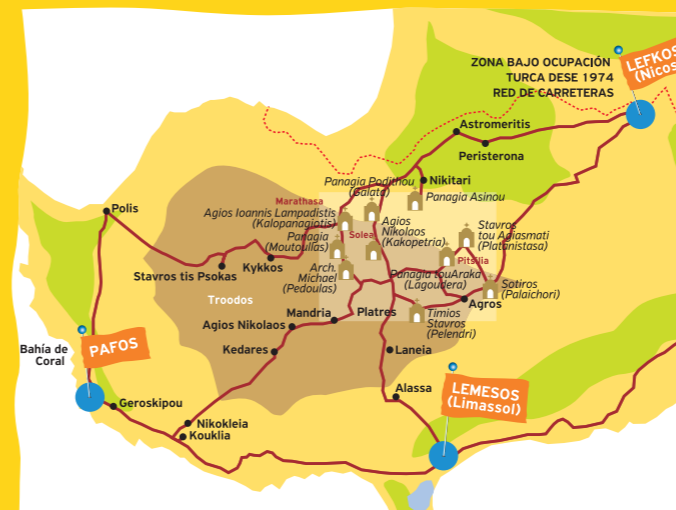 ZONA BAJO OCUPACIÓN
TURCA DESE 1974
RED DE CARRETERAS
LEFKOS
(Nicos
Astromeritis
Peristerona
Panagia Podithou
(Galata)
Nikitari
Panagia Asinou
Marathasa
Polis
Agios Ioannis Lampadistis
(Kalopanagiotis)
Agios
Nikolaos
(Kakopetria)
Stavros
tou Agiasmati
(Platanistasa)
Solea
Panagia
(Moutoullas)
Kykkos
Stavros tis Psokas
Arch.
Michael
(Pedoulas)
Pitsilia
Panagia touAraka
(Lagoudera)
Sotiros
(Palaichori)
Troodos
Mandria
Platres
Agros
Timios
Stavros
(Pelendri)
Agios Nikolaos
Kedares
Laneia
Bahía de
Coral
PAFOS
Alassa
LEMESOS
(Limassol)
Geroskipou
Nikokleia
Kouklia